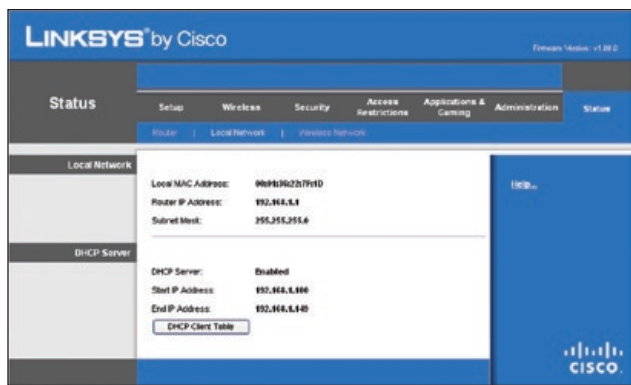 LINKSYS® by Cisco
Firmware Version: v1.00.0
Status
Setup Wireless Security Access Restrictions Applications & Gaming Administration Status
Router | Local Network | Wireless Network
Local Network
Local MAC Address:
Router IP Address: 192.168.1.1
Subnet Mask: 255.255.255.0
Help...
DHCP Server
DHCP Server: Enabled
Start IP Address: 192.168.1.100
End IP Address: 192.168.1.149
DHCP Client Table
CISCO.